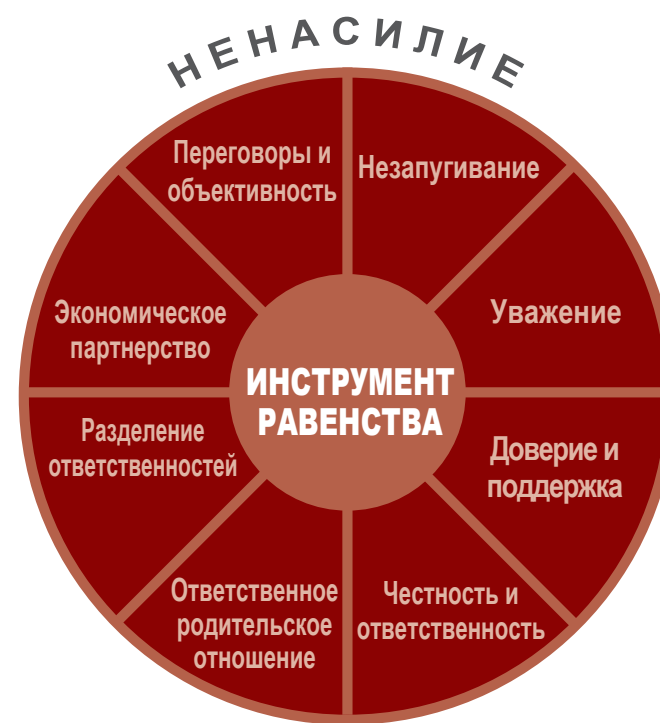 НЕНАСИЛИЕ
Переговоры и
объективность
Незапугивание
Уважение
Доверие и
поддержка
Честность и
ответственность
Ответственное
родительское
отношение
Разделение
ответственностей
Экономическое
партнерство
ИНСТРУМЕНТ
РАВЕНСТВА